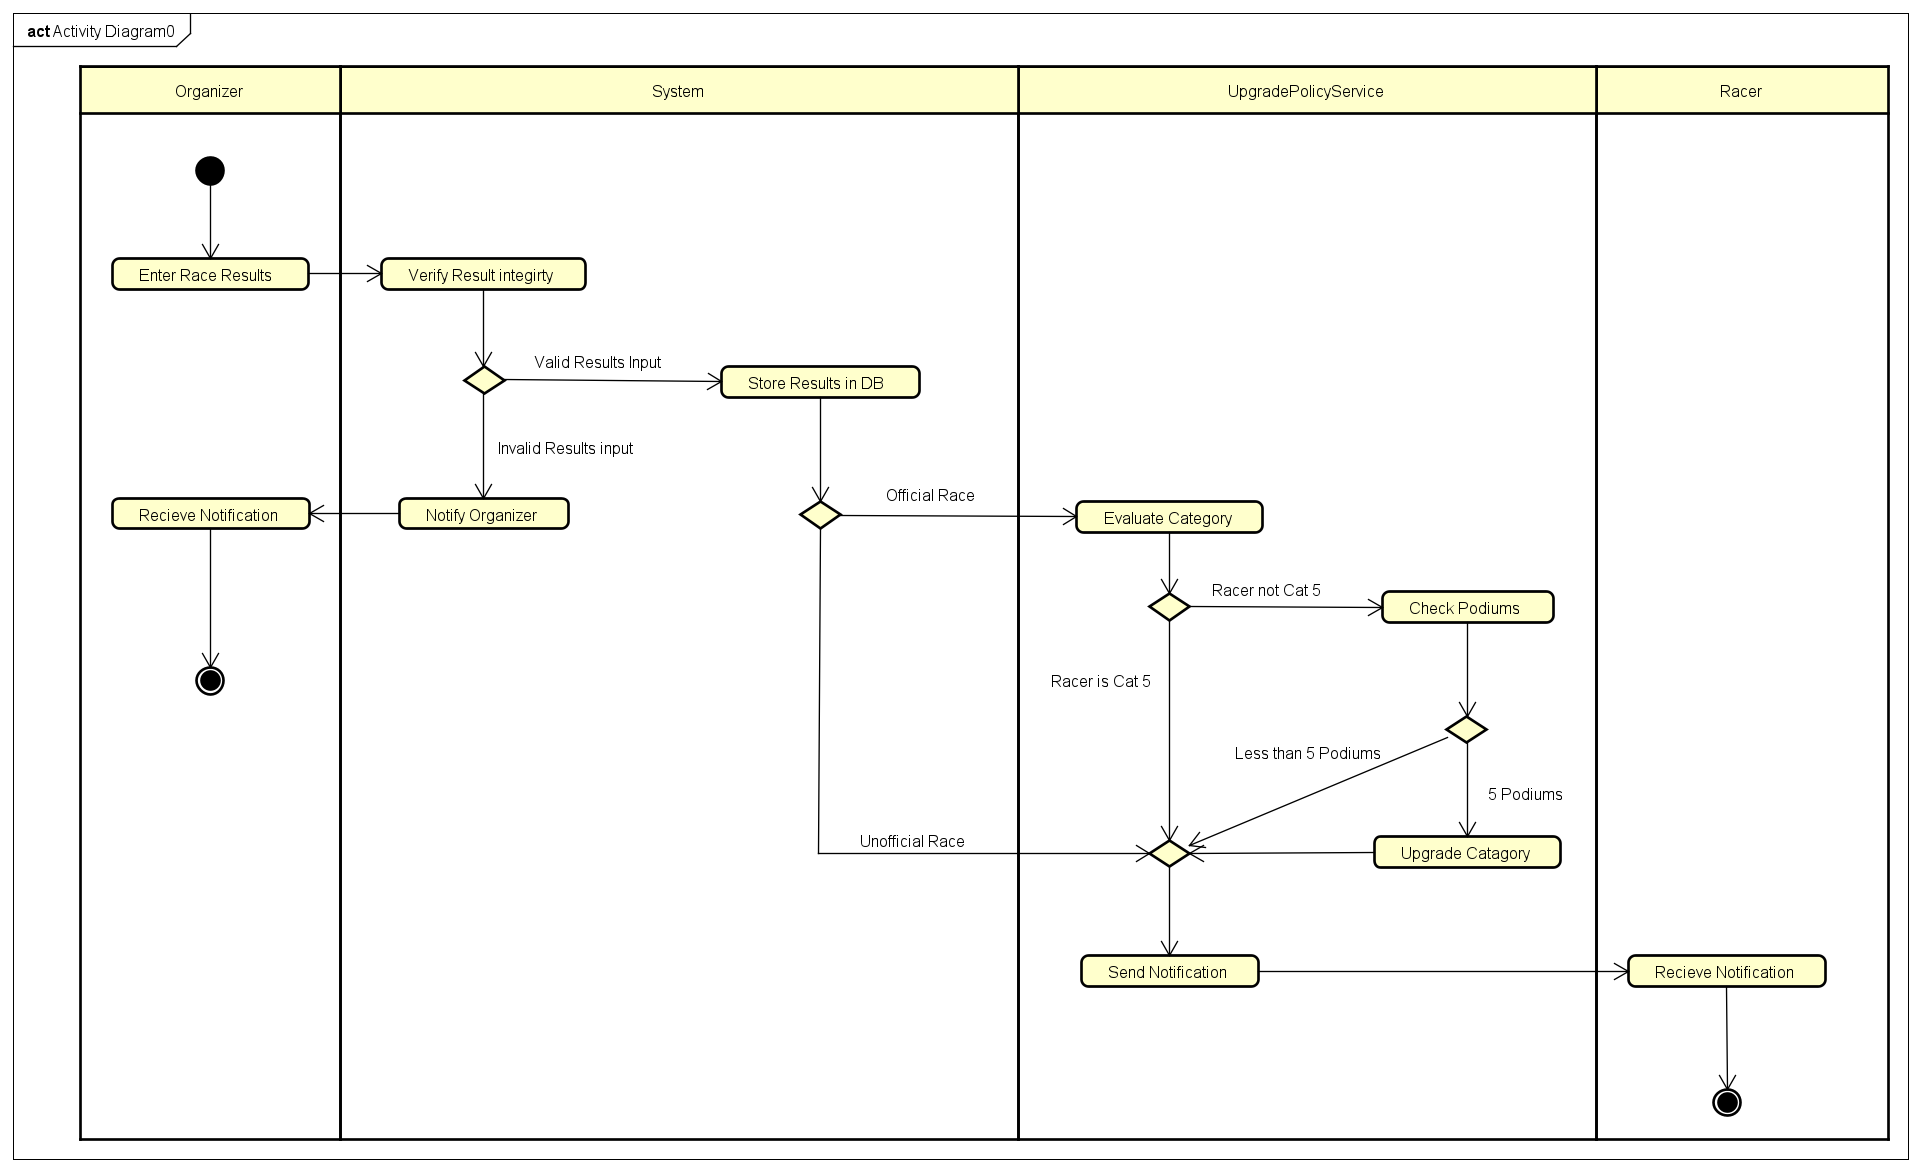 act Activity Diagram0
Organizer
System
UpgradePolicyService
Racer
Enter Race Results
Verify Result integirty
Valid Results Input
Store Results in DB
Invalid Results input
Official Race
Recieve Notification
Notify Organizer
Evaluate Category
Racer not Cat 5
Check Podiums
Racer is Cat 5
Less than 5 Podiums
5 Podiums
Unofficial Race
Upgrade Catagory
Send Notification
Recieve Notification